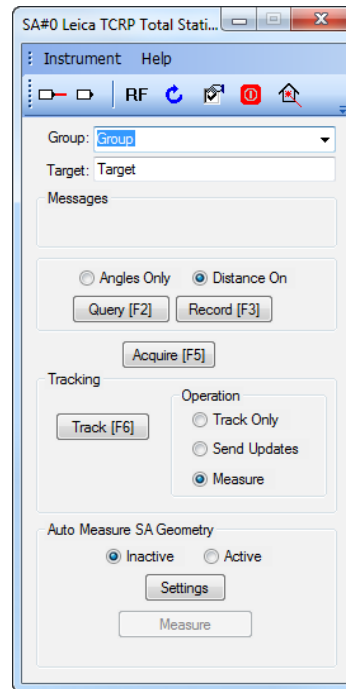 SA#0 Leica TCRP Total Stati...
Instrument Help
RF
Group: Group
Target: Target
Messages
Angles Only Distance On
Query [F2] Record [F3]
Acquire [F5]
Tracking
Operation
Track [F6] Track Only
Send Updates
Measure
Auto Measure SA Geometry
Inactive Active
Settings
Measure